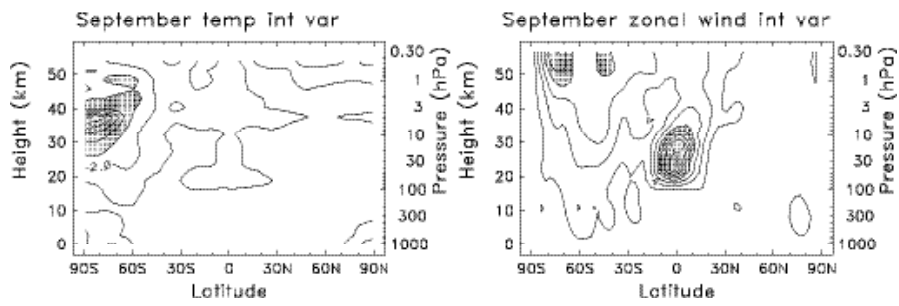 September temp int var
September zonal wind int var
Height (km)
50
40
30
20
10
0
0.30
1
3
10
30
100
300
1000
Pressure (hPa)
-2.0
90S 60S 30S 0 30N 60N 90N
Latitude
Height (km)
50
40
30
20
10
0
0.30
1
3
10
30
100
300
1000
Pressure (hPa)
90S 60S 30S 0 30N 60N 90N
Latitude